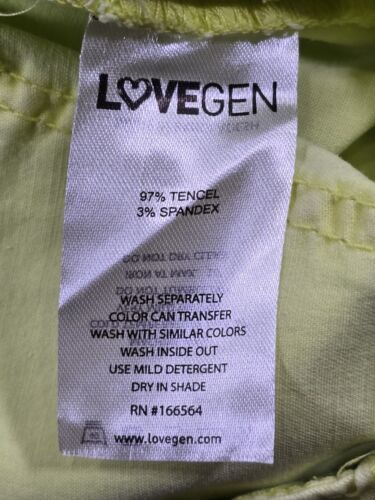 LOVEGEN
97% TENCEL
3% SPANDEX
WASH SEPARATELY
COLOR CAN TRANSFER
WASH WITH SIMILAR COLORS
WASH INSIDE OUT
USE MILD DETERGENT
DRY IN SHADE
RN #166564
www.lovegen.com